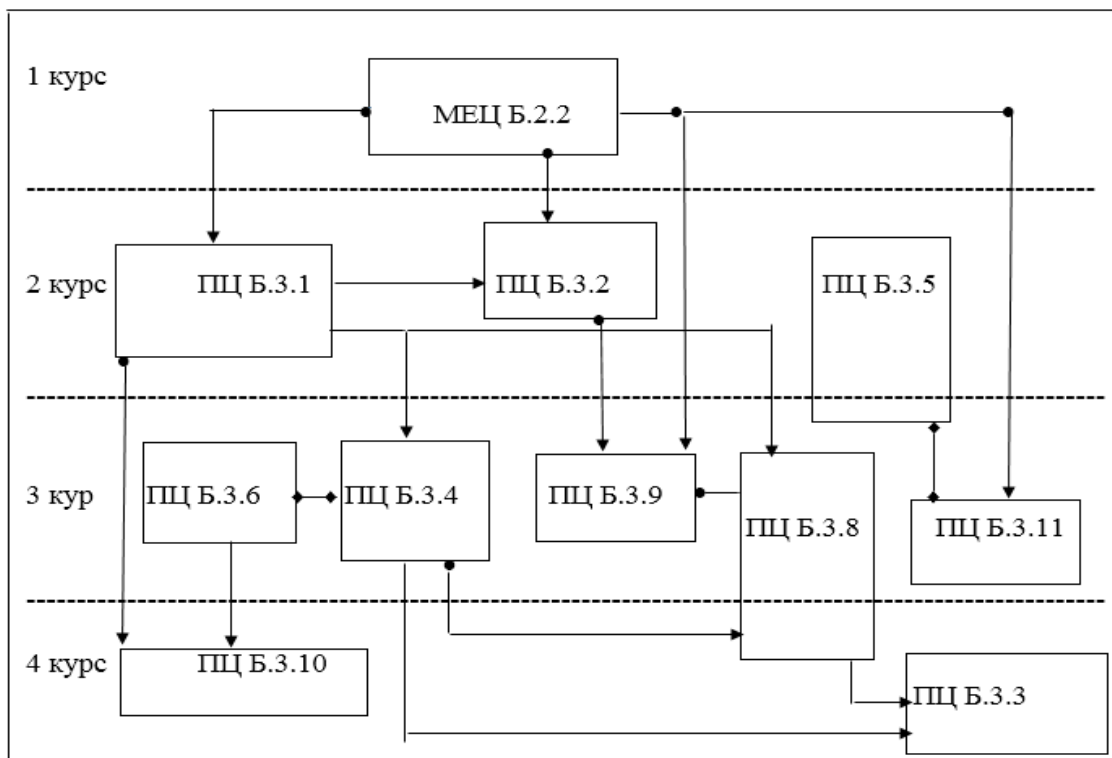 1 курс
МЕЦ Б.2.2
2 курс
ПЦ Б.3.1
ПЦ Б.3.2
ПЦ Б.3.5
3 кур
ПЦ Б.3.6
ПЦ Б.3.4
ПЦ Б.3.9
ПЦ Б.3.8
ПЦ Б.3.11
4 курс
ПЦ Б.3.10
ПЦ Б.3.3